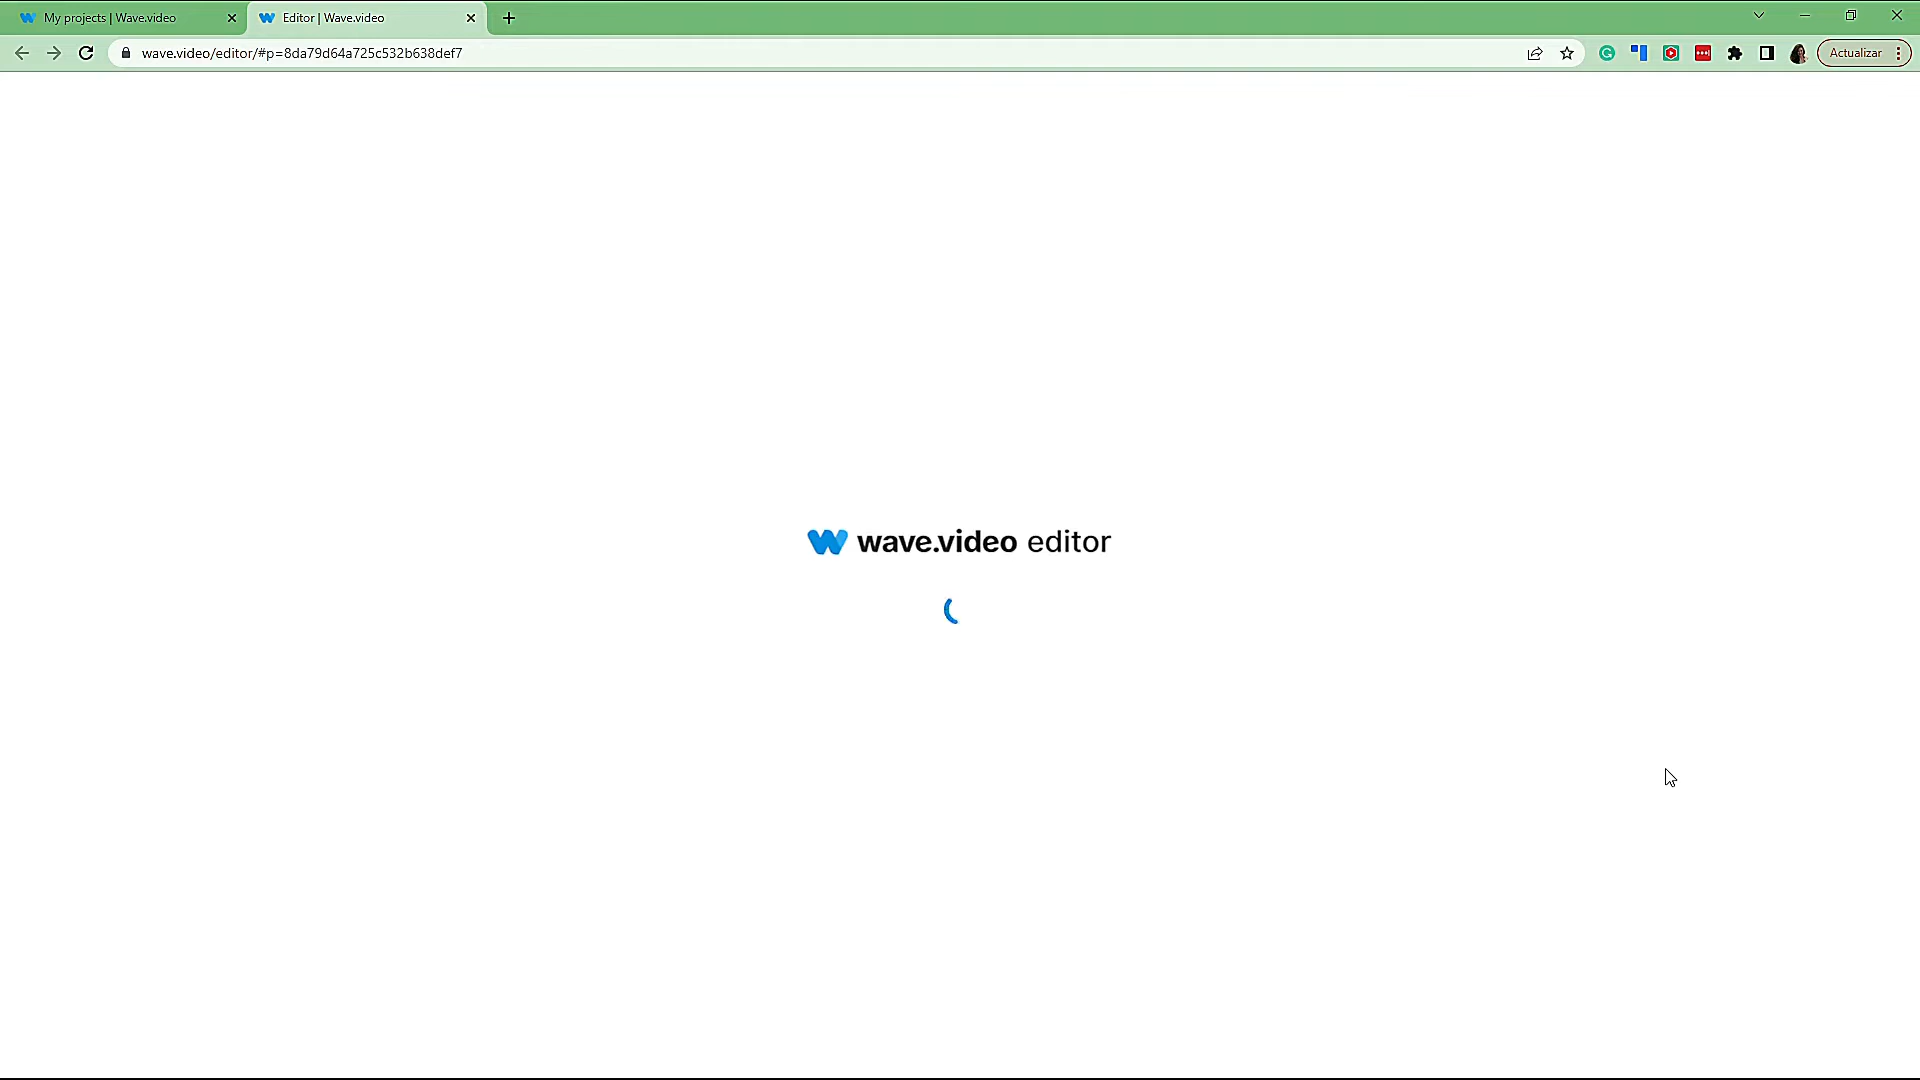 My projects | Wave.video
Editor | Wave.video
wave.video/editor/#p=8da79d64a725c532b638def7
Actualizar
wave.video editor